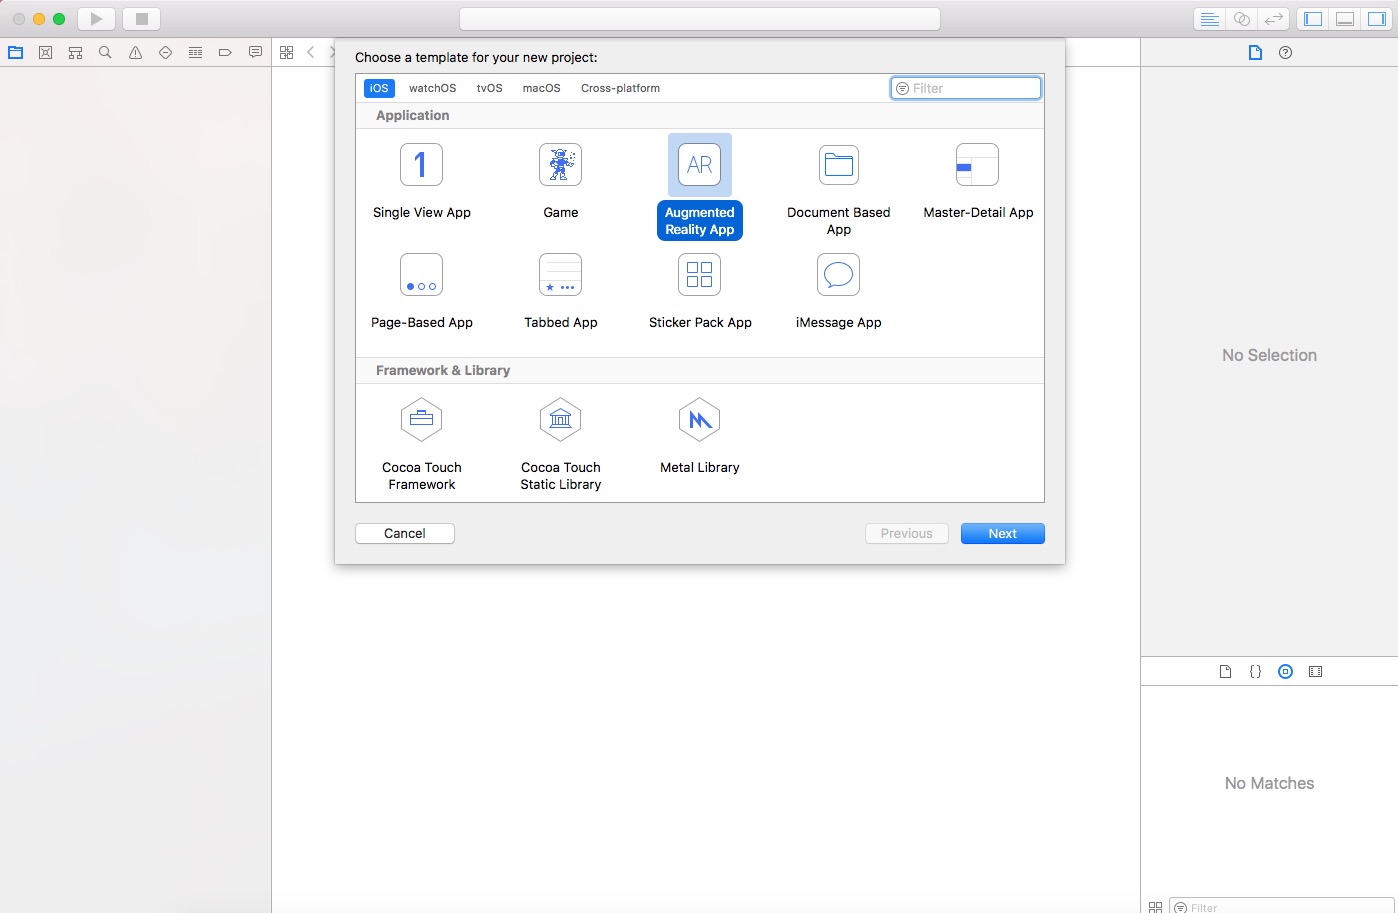 Choose a template for your new project:
iOS watchOS tvOS macOS Cross-platform Filter
Application
1 AR
Single View App Game Augmented Reality App Document Based App Master-Detail App
Page-Based App Tabbed App Sticker Pack App iMessage App
Framework & Library
Cocoa Touch Framework Cocoa Touch Static Library Metal Library
Cancel Previous Next
No Selection
{}
No Matches
Filter